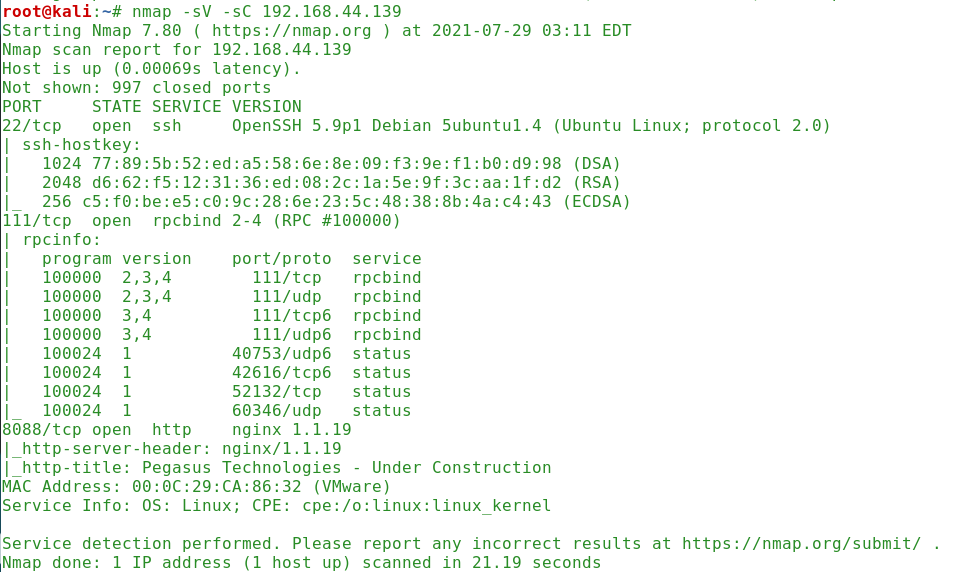 root@kali:~# nmap -sV -sC 192.168.44.139
Starting Nmap 7.80 ( https://nmap.org ) at 2021-07-29 03:11 EDT
Nmap scan report for 192.168.44.139
Host is up (0.00069s latency).
Not shown: 997 closed ports
PORT     STATE SERVICE VERSION
22/tcp   open  ssh     OpenSSH 5.9p1 Debian 5ubuntu1.4 (Ubuntu Linux; protocol 2.0)
| ssh-hostkey:
|   1024 77:89:5b:52:ed:a5:58:6e:8e:09:f3:9e:f1:b0:d9:98 (DSA)
|   2048 d6:62:f5:12:31:36:ed:08:2c:1a:5e:9f:3c:aa:1f:d2 (RSA)
|_  256 c5:f0:be:e5:c0:9c:28:6e:23:5c:48:38:8b:4a:c4:43 (ECDSA)
111/tcp  open  rpcbind 2-4 (RPC #100000)
| rpcinfo:
|   program version    port/proto  service
|   100000  2,3,4        111/tcp   rpcbind
|   100000  2,3,4        111/udp   rpcbind
|   100000  3,4          111/tcp6  rpcbind
|   100000  3,4          111/udp6  rpcbind
|   100024  1          40753/udp6  status
|   100024  1          42616/tcp6  status
|   100024  1          52132/tcp   status
|_  100024  1          60346/udp   status
8088/tcp open  http    nginx 1.1.19
|_http-server-header: nginx/1.1.19
|_http-title: Pegasus Technologies - Under Construction
MAC Address: 00:0C:29:CA:86:32 (VMware)
Service Info: OS: Linux; CPE: cpe:/o:linux:linux_kernel

Service detection performed. Please report any incorrect results at https://nmap.org/submit/ .
Nmap done: 1 IP address (1 host up) scanned in 21.19 seconds